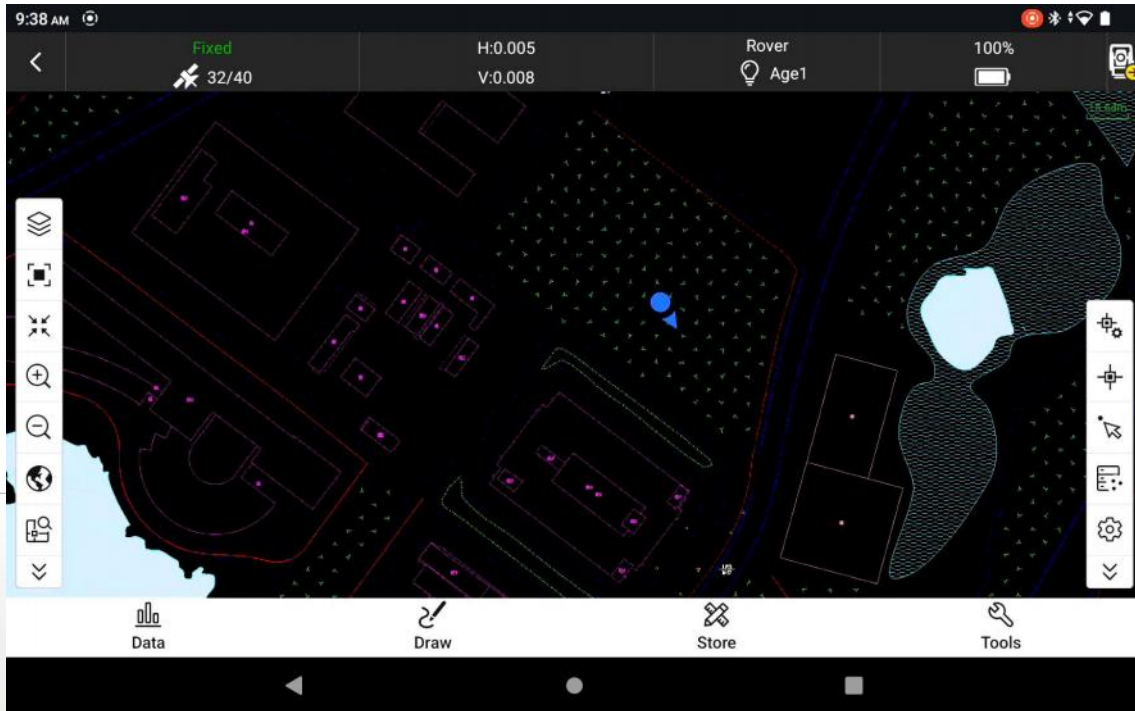 9:38 AM
Fixed
32/40
H:0.005
V:0.008
Rover
Age1
100%
Data
Draw
Store
Tools